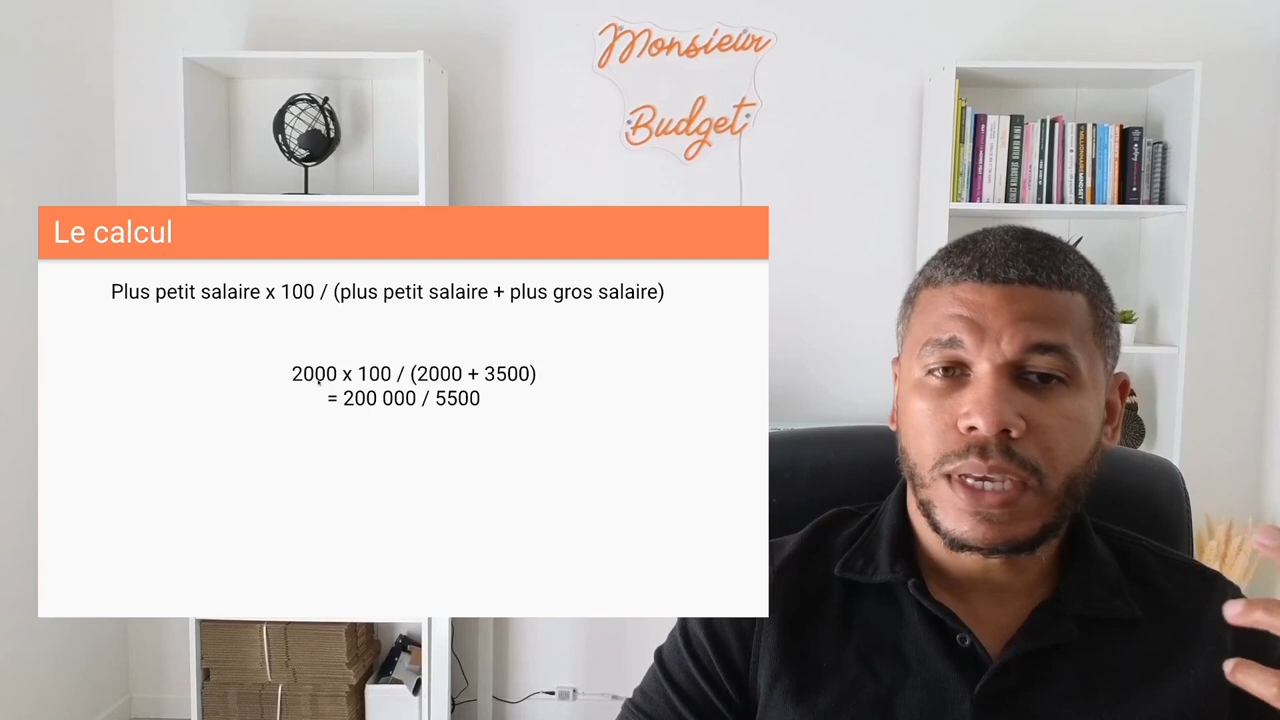 Monsieur
Budget
Le calcul
Plus petit salaire x 100 / (plus petit salaire + plus gros salaire)
2000 x 100 / (2000 + 3500)
= 200 000 / 5500